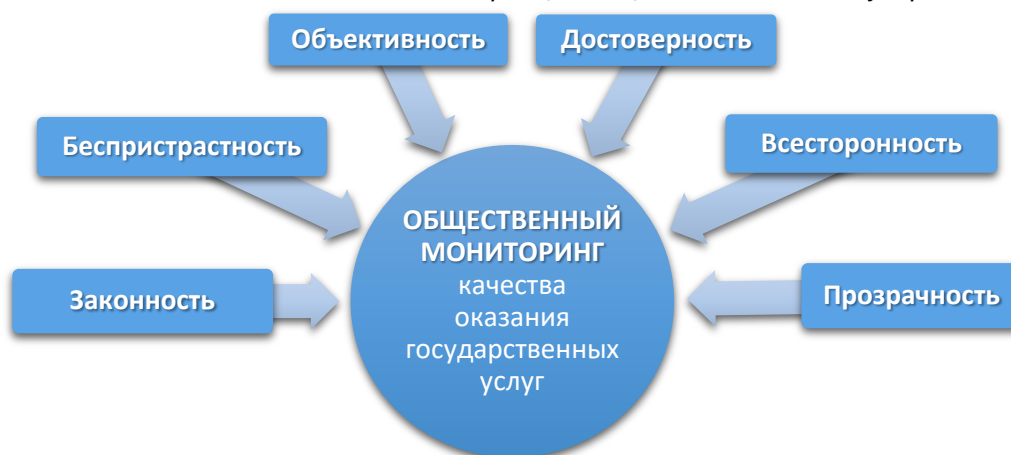 Объективность
Достоверность
Беспристрастность
Всесторонность
ОБЩЕСТВЕННЫЙ
МОНИТОРИНГ
качества
оказания
государственных
услуг
Законность
Прозрачность